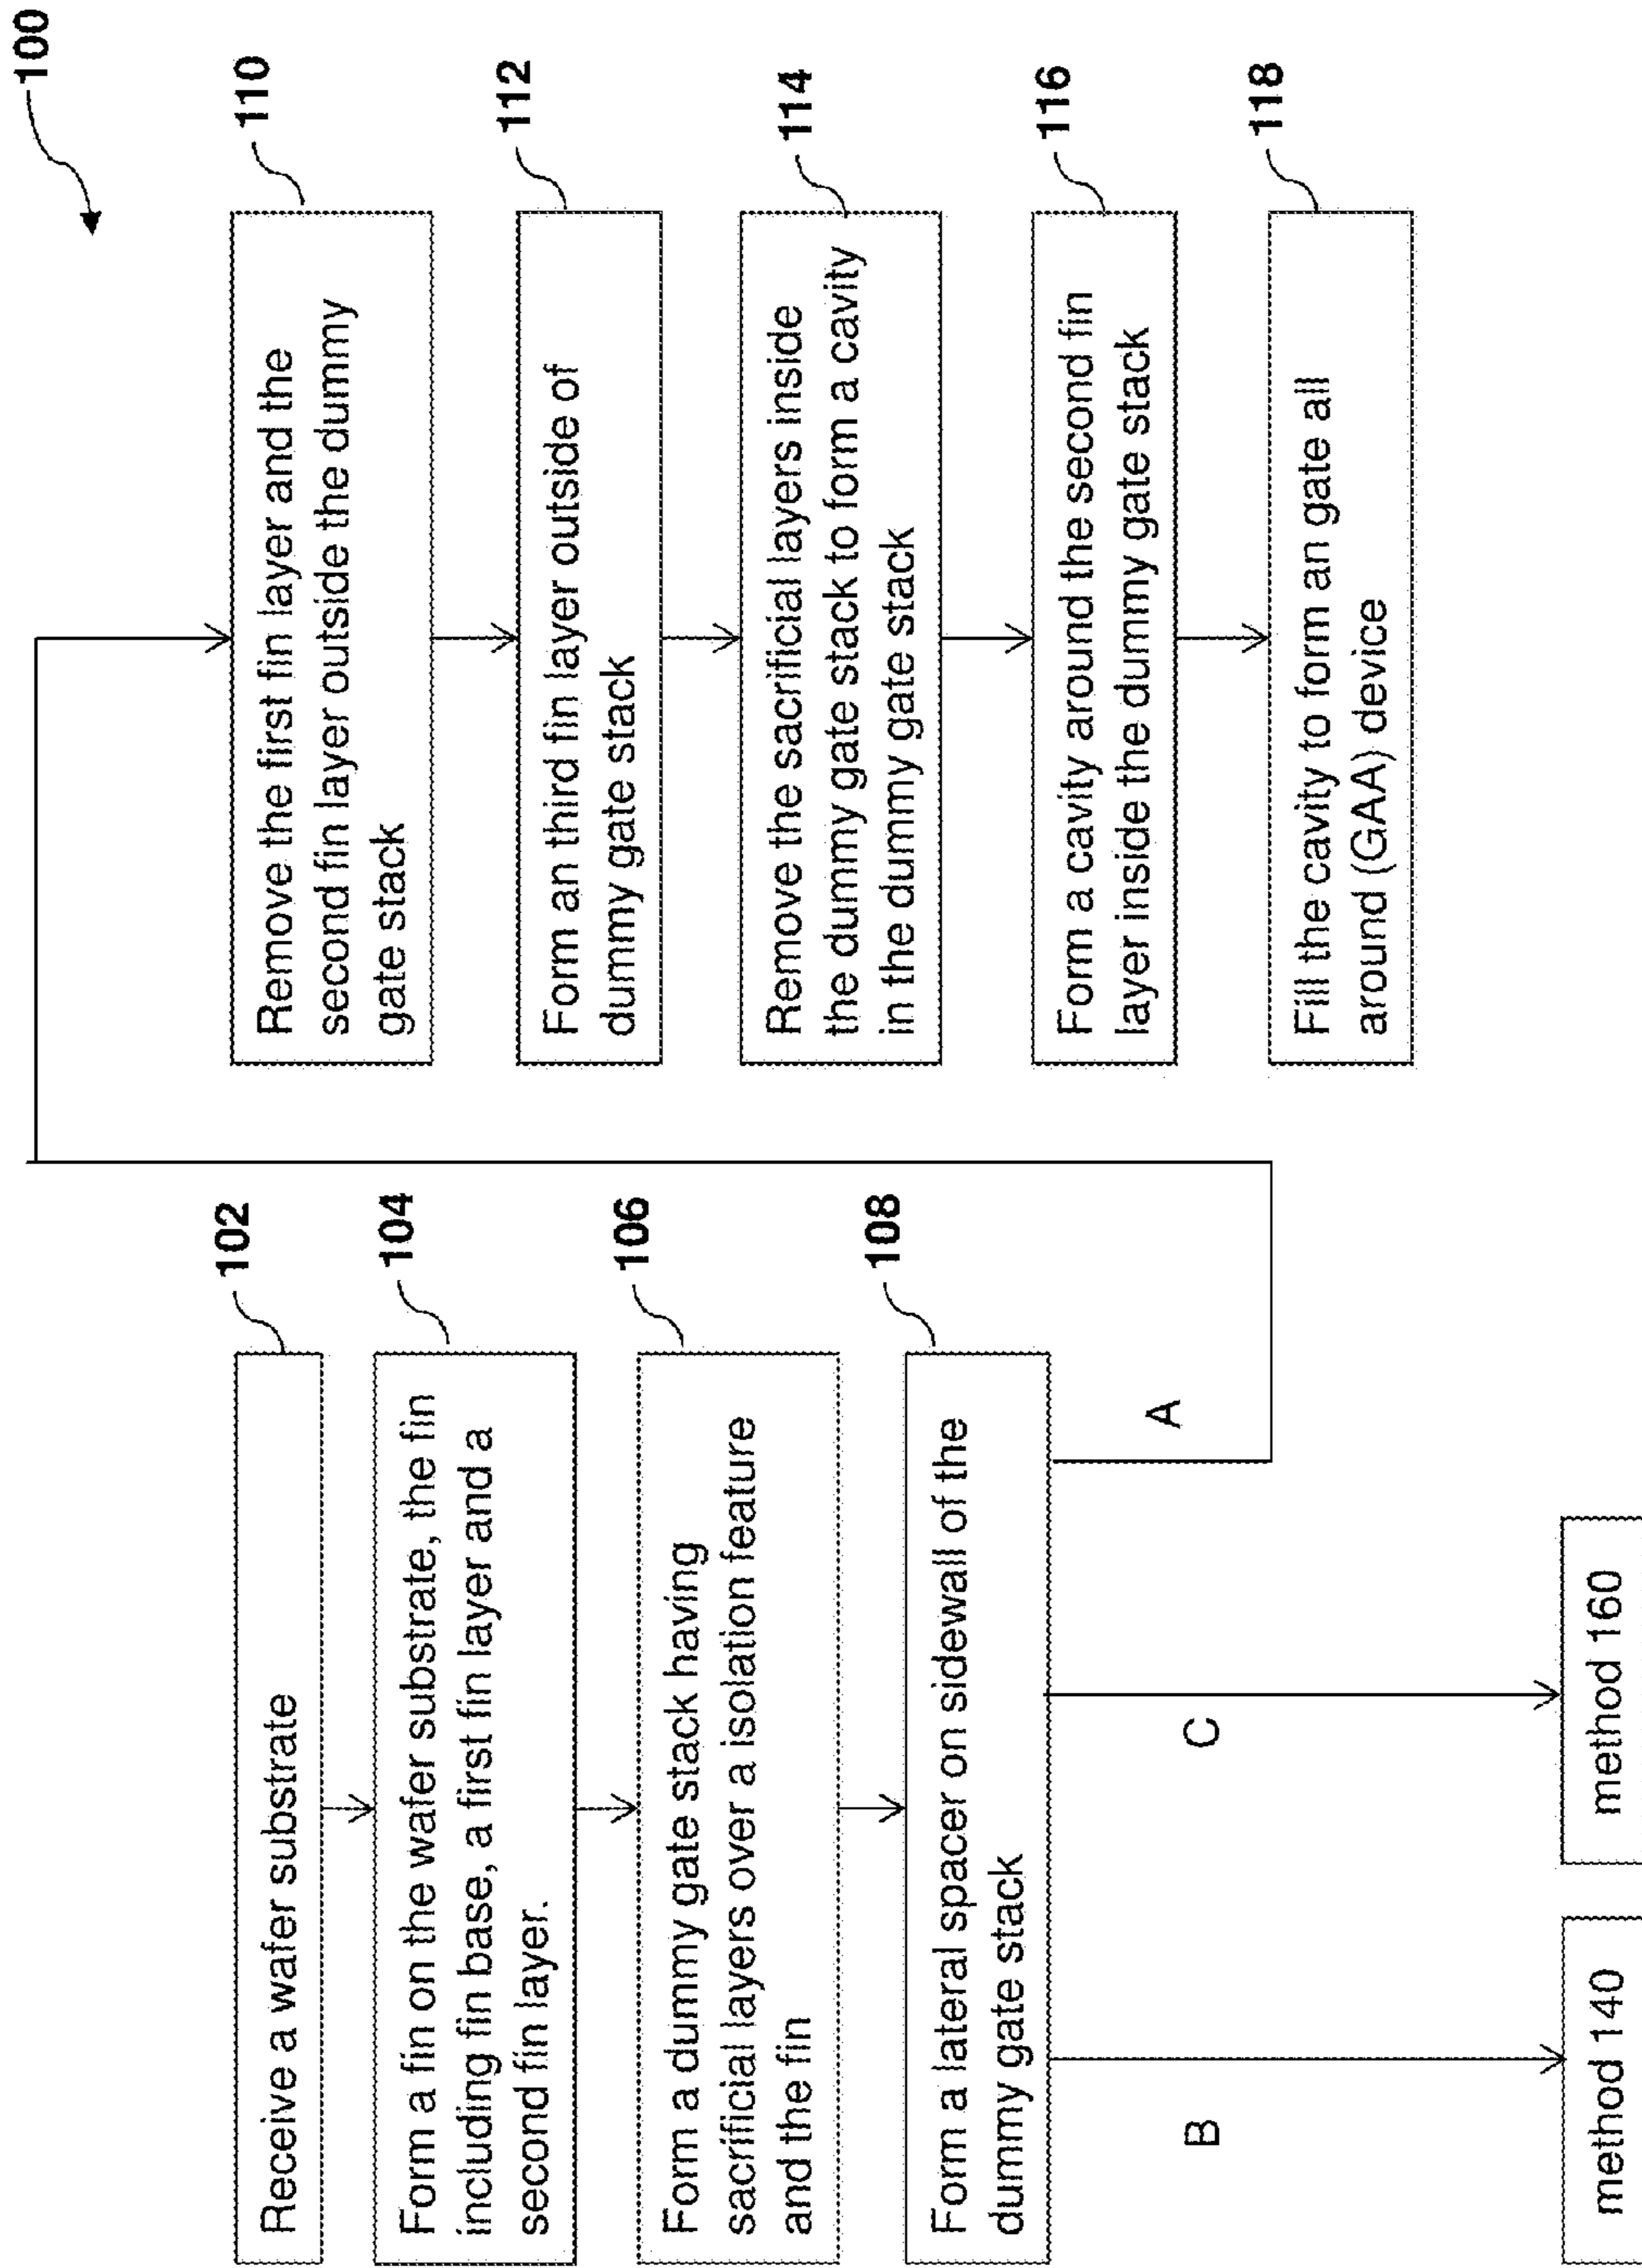 100
102
Receive a wafer substrate
104
Form a fin on the wafer substrate, the fin
including fin base, a first fin layer and a
second fin layer.
106
Form a dummy gate stack having
sacrificial layers over a isolation feature
and the fin
108
Form a lateral spacer on sidewall of the
dummy gate stack
A
B
C
method 140
method 160
110
Remove the first fin layer and the
second fin layer outside the dummy
gate stack
112
Form an third fin layer outside of
dummy gate stack
114
Remove the sacrificial layers inside
the dummy gate stack to form a cavity
in the dummy gate stack
116
Form a cavity around the second fin
layer inside the dummy gate stack
118
Fill the cavity to form an gate all
around (GAA) device